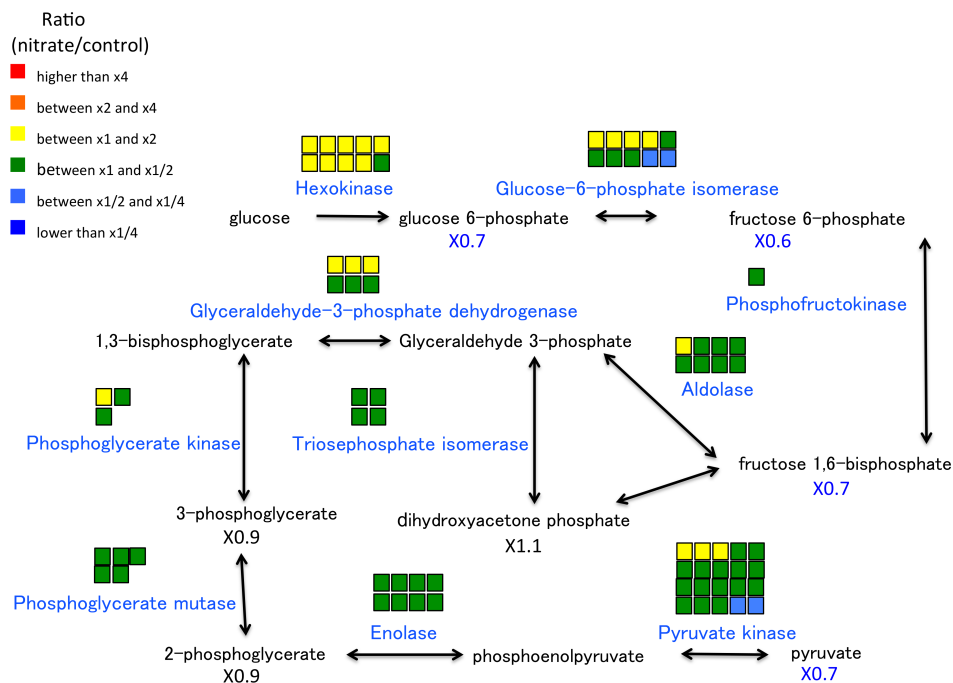 Ratio
(nitrate/control)
higher than x4
between x2 and x4
between x1 and x2
between x1 and x1/2
between x1/2 and x1/4
lower than x1/4
Hexokinase
Glucose-6-phosphate isomerase
glucose
glucose 6-phosphate
fructose 6-phosphate
X0.7
X0.6
Phosphofructokinase
Glyceraldehyde-3-phosphate dehydrogenase
1,3-bisphosphoglycerate
Glyceraldehyde 3-phosphate
Aldolase
Phosphoglycerate kinase
Triosephosphate isomerase
fructose 1,6-bisphosphate
X0.7
3-phosphoglycerate
X0.9
dihydroxyacetone phosphate
X1.1
Phosphoglycerate mutase
Enolase
Pyruvate kinase
2-phosphoglycerate
X0.9
phosphoenolpyruvate
pyruvate
X0.7